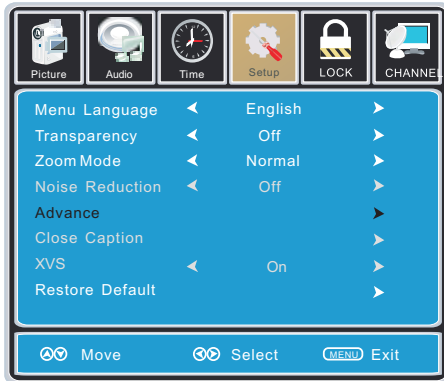 Picture Audio Time Setup LOCK CHANNEL
Menu Language English
Transparency Off
Zoom Mode Normal
Noise Reduction Off
Advance
Close Caption
XVS On
Restore Default
Move Select MENU Exit